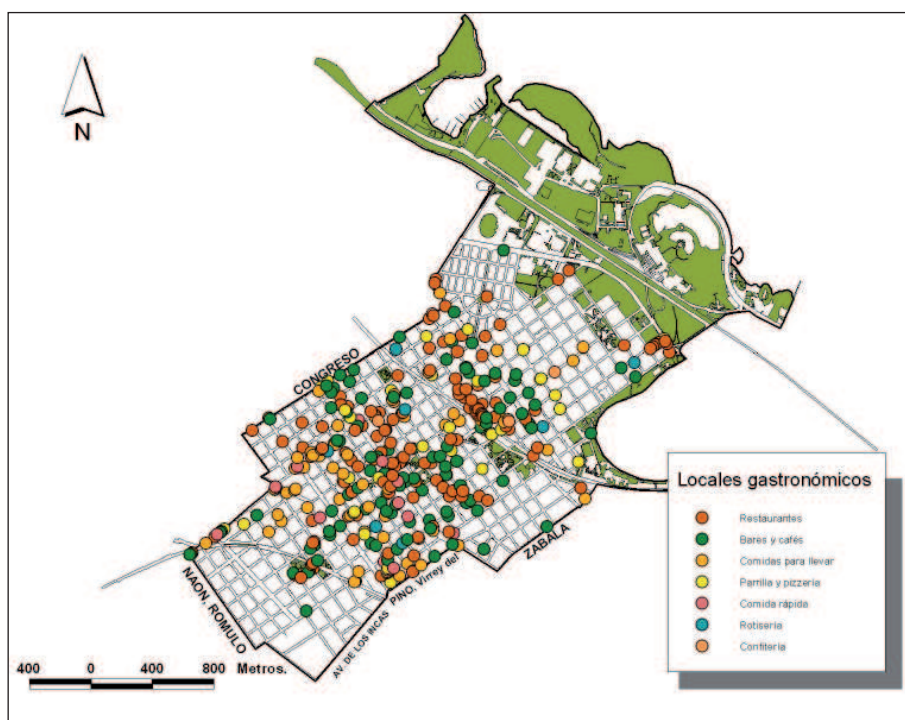 N
CONGRESO
NAON. ROMULO
AV. DE LOS INCAS
PINO, Virrey del
ZABALA
400 0 400 800 Metros.
Locales gastronómicos
Restaurantes
Bares y cafés
Comidas para llevar
Parrilla y pizzería
Comida rápida
Rotisería
Confitería